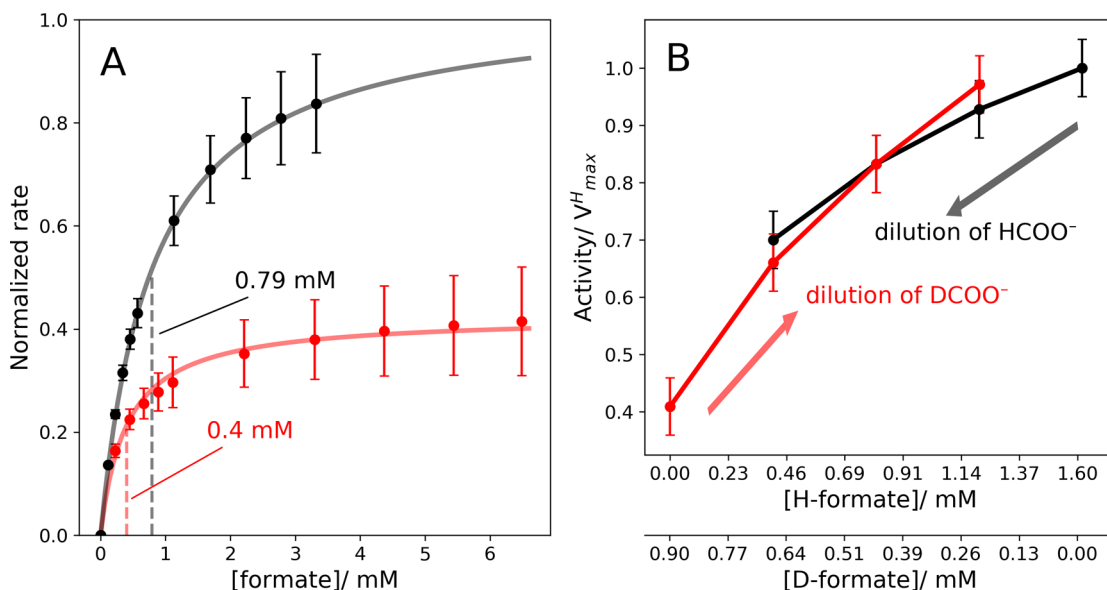 A
1.0
0.8
0.6
0.4
0.2
0.0
Normalized rate
0.79 mM
0.4 mM
0 1 2 3 4 5 6
[formate]/ mM
B
1.0
0.9
0.8
0.7
0.6
0.5
0.4
Activity/ V^H_max
dilution of HCOO⁻
dilution of DCOO⁻
0.00 0.23 0.46 0.69 0.91 1.14 1.37 1.60
[H-formate]/ mM
0.90 0.77 0.64 0.51 0.39 0.26 0.13 0.00
[D-formate]/ mM